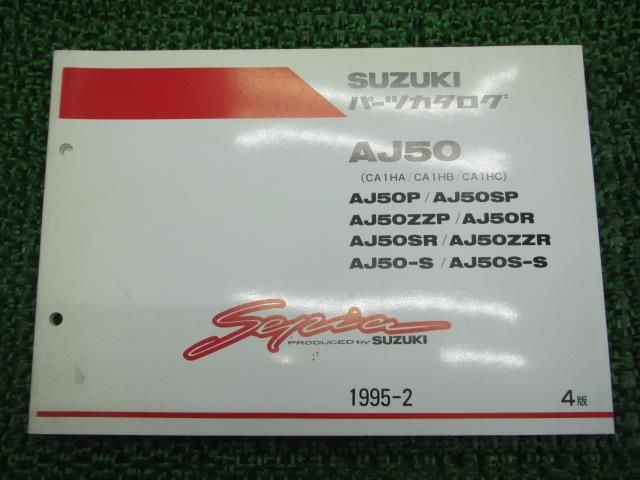 SUZUKI
パーツカタログ
AJ50
(CA1HA/CA1HB/CA1HC)
AJ50P/AJ50SP
AJ50ZZP/AJ50R
AJ50SR/AJ50ZZR
AJ50-S/AJ50S-S
Sepia
PRODUCED by SUZUKI
1995-2
4版